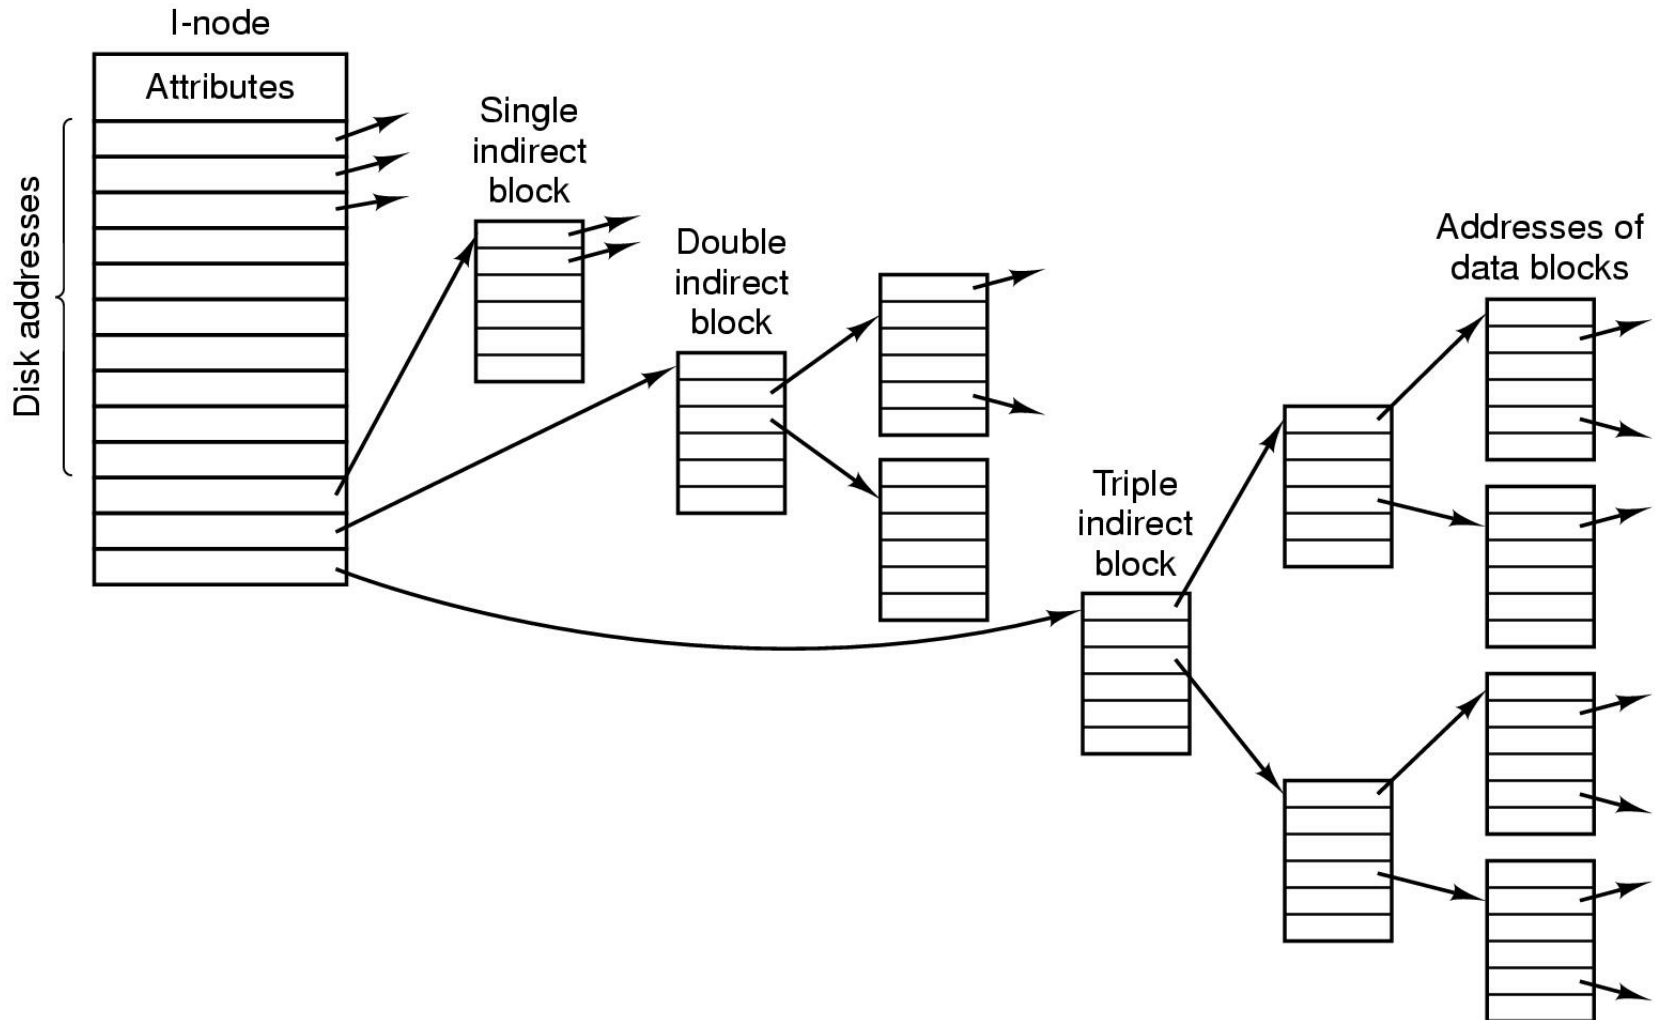 I-node
Attributes
Disk addresses
Single
indirect
block
Double
indirect
block
Triple
indirect
block
Addresses of
data blocks